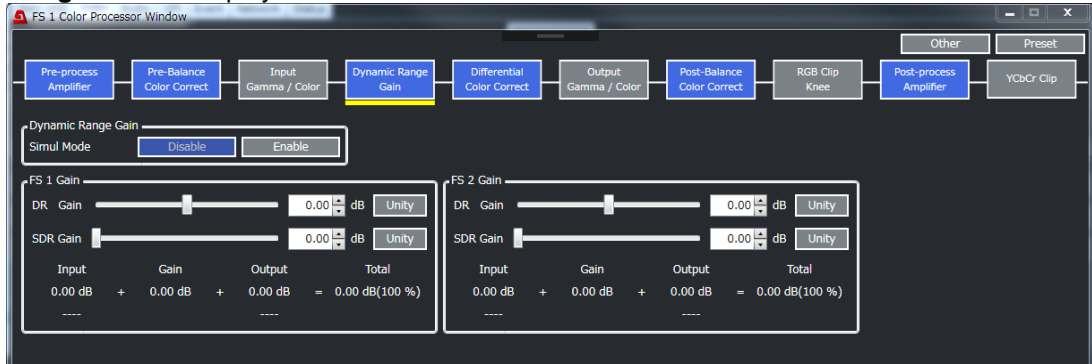 FS 1 Color Processor Window
Other Preset
Pre-process Amplifier
Pre-Balance Color Correct
Input Gamma / Color
Dynamic Range Gain
Differential Color Correct
Output Gamma / Color
Post-Balance Color Correct
RGB Clip Knee
Post-process Amplifier
YCbCr Clip
Dynamic Range Gain
Simul Mode Disable Enable
FS 1 Gain
DR Gain 0.00 dB Unity
SDR Gain 0.00 dB Unity
Input Gain Output Total
0.00 dB + 0.00 dB + 0.00 dB = 0.00 dB(100 %)
---- ----
FS 2 Gain
DR Gain 0.00 dB Unity
SDR Gain 0.00 dB Unity
Input Gain Output Total
0.00 dB + 0.00 dB + 0.00 dB = 0.00 dB(100 %)
---- ----